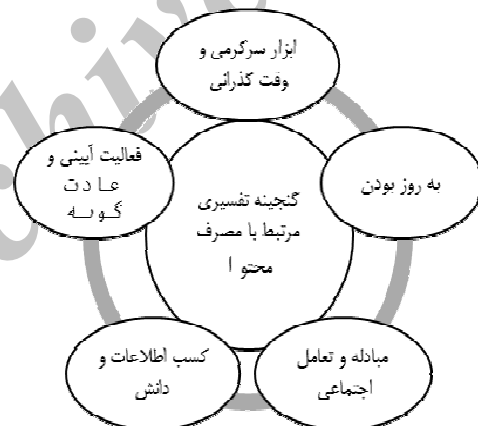 ابزار سرگرمی و
وقت گذرانی
فعالیت آیینی و
عادت
گونه
به روز بودن
گنجینه تفسیری
مرتبط با مصرف
محتوا
کسب اطلاعات و
دانش
مبادله و تعامل
اجتماعی